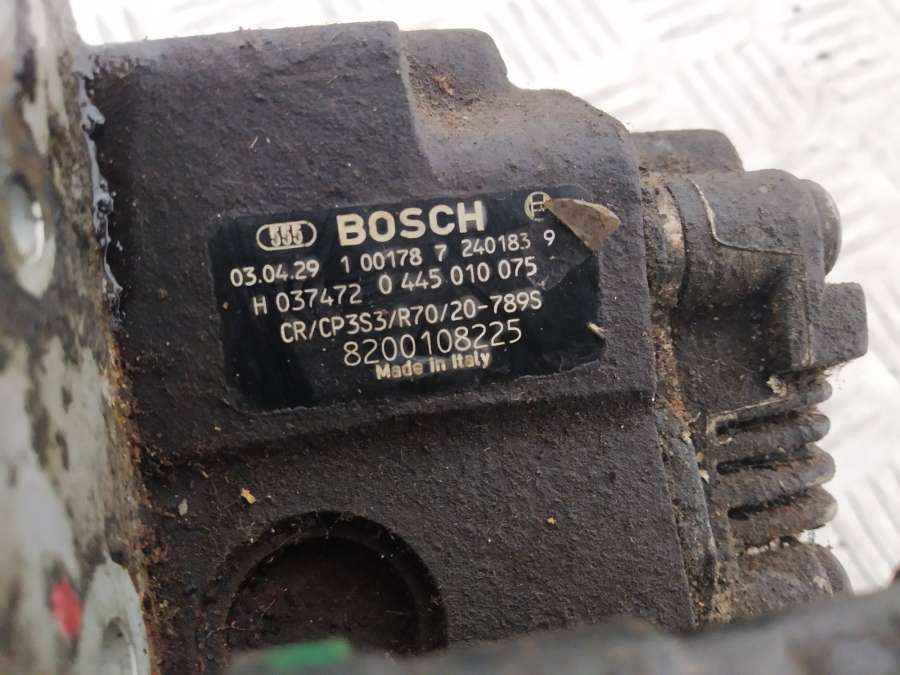 555 BOSCH
03.04.29 1 00178 7 240183 9
H 037472 0 445 010 075
CR/CP3S3/R70/20-789S
8200108225
Made in Italy